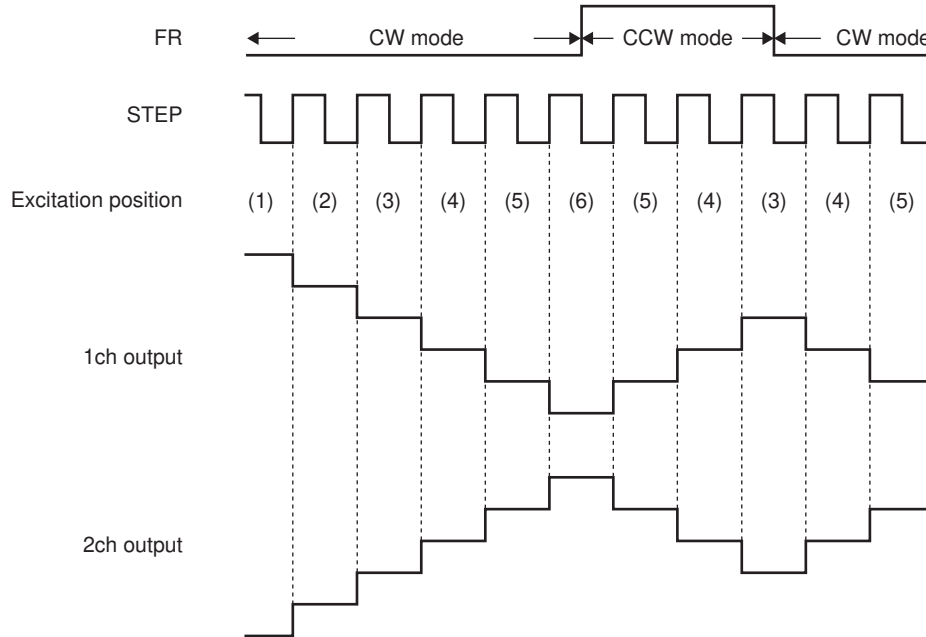 FR
CW mode
CCW mode
CW mode
STEP
Excitation position
(1) (2) (3) (4) (5) (6) (5) (4) (3) (4) (5)
1ch output
2ch output